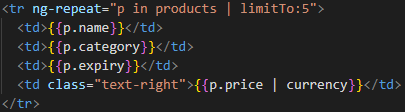 <tr ng-repeat="p in products | limitTo:5">
<td>{{p.name}}</td>
<td>{{p.category}}</td>
<td>{{p.expiry}}</td>
<td class="text-right">{{p.price | currency}}</td>
</tr>